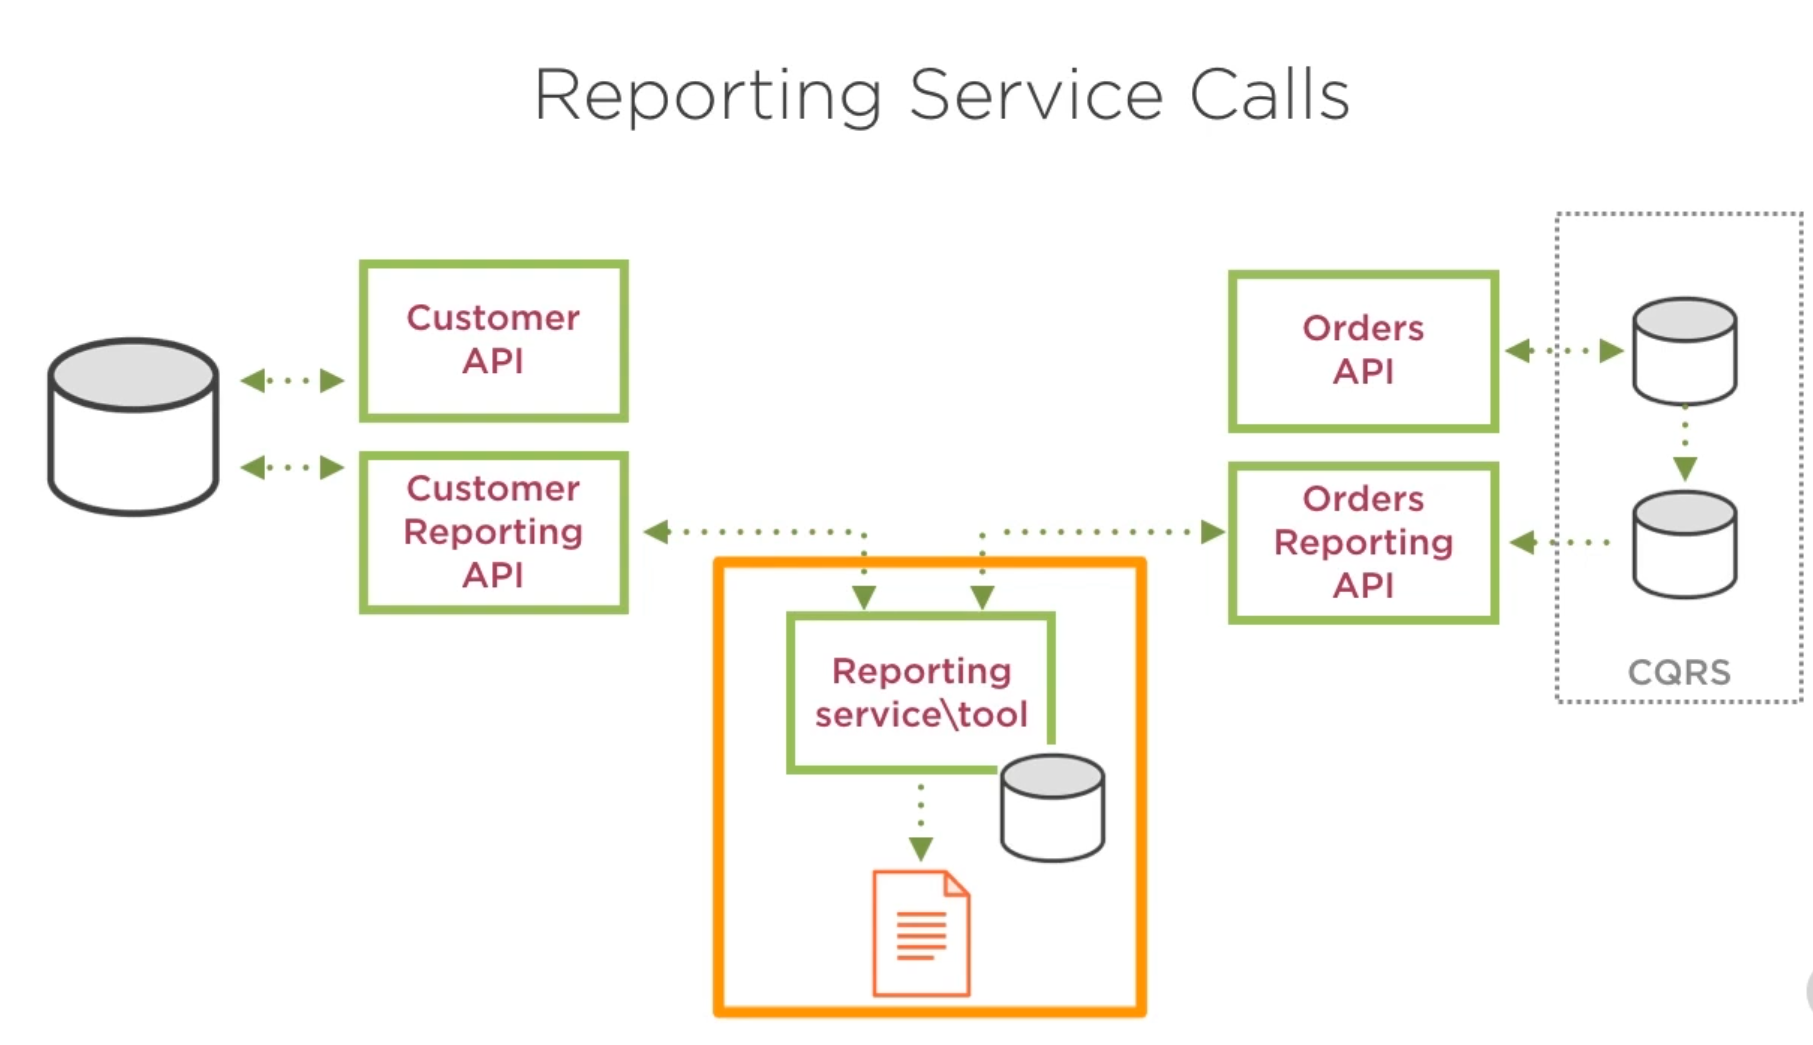 Reporting Service Calls
Customer
API
Customer
Reporting
API
Orders
API
Orders
Reporting
API
CQRS
Reporting
service\tool